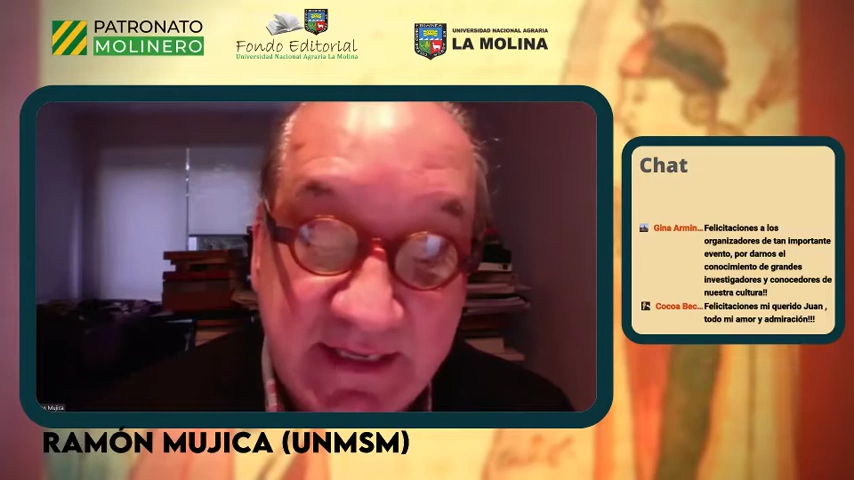 PATRONATO
MOLINERO
Fondo Editorial
Universidad Nacional Agraria La Molina
UNIVERSIDAD NACIONAL AGRARIA
LA MOLINA
Chat
Gina Armin... Felicitaciones a los
organizadores de tan importante
evento, por darnos el
conocimiento de grandes
investigadores y conocedores de
nuestra cultura!!
Cocoa Bec... Felicitaciones mi querido Juan ,
todo mi amor y admiración!!!
Mujica
RAMÓN MUJICA (UNMSM)